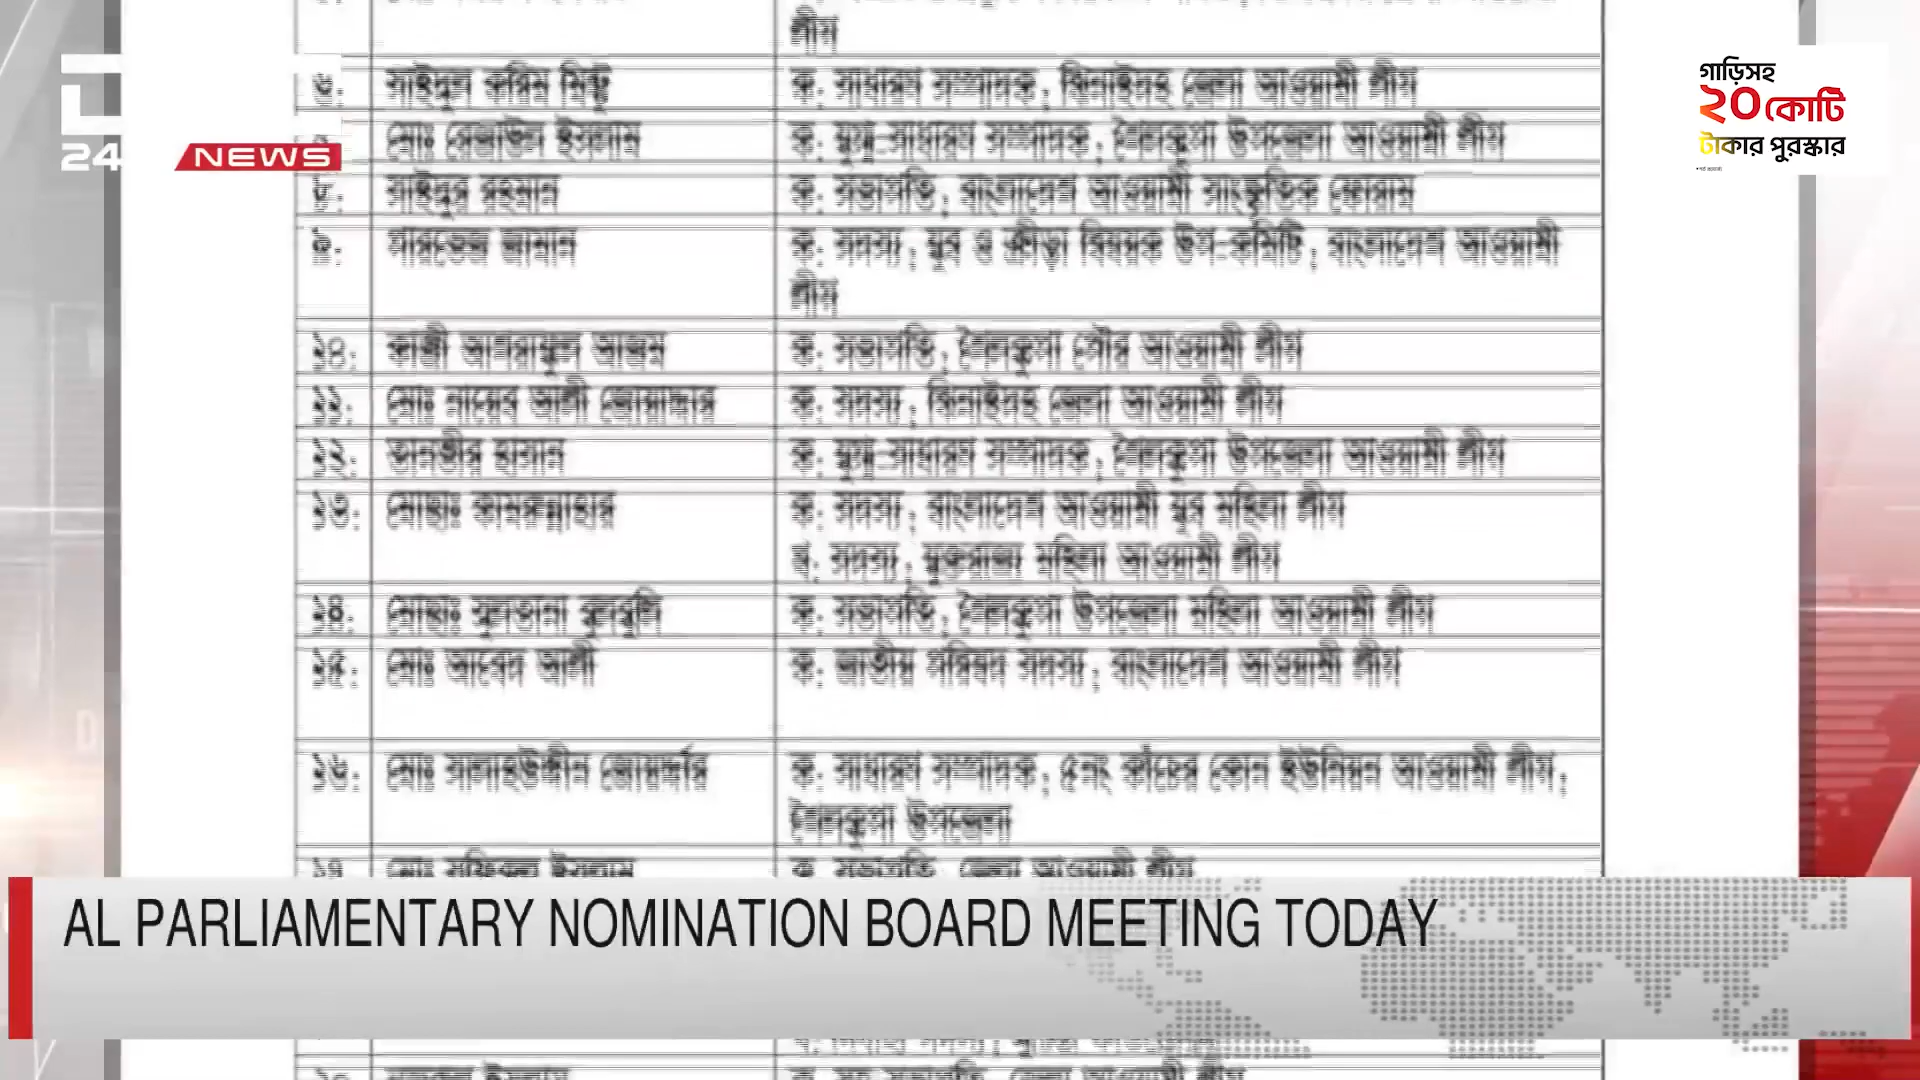 লীগ
৬. সাইদুল করিম মিন্টু ক. সাধারণ সম্পাদক, ঝিনাইদহ জেলা আওয়ামী লীগ
মোঃ রেজাউল ইসলাম ক. যুগ্ম-সাধারণ সম্পাদক, শৈলকুপা উপজেলা আওয়ামী লীগ
৮. সাইদুর রহমান ক. সভাপতি, বাংলাদেশ আওয়ামী সাংস্কৃতিক ফোরাম
৯. পারভেজ জামান ক. সদস্য, যুব ও ক্রীড়া বিষয়ক উপ-কমিটি, বাংলাদেশ আওয়ামী
লীগ
১০. কাজী আশরাফুল আজম ক. সভাপতি, শৈলকুপা পৌর আওয়ামী লীগ
১১. মোঃ নায়েব আলী জোয়ার্দ্দার ক. সদস্য, ঝিনাইদহ জেলা আওয়ামী লীগ
১২. তানভীর হাসান ক. যুগ্ম-সাধারণ সম্পাদক, শৈলকুপা উপজেলা আওয়ামী লীগ
১৩. মোছাঃ কামরুন্নাহার ক. সদস্য, বাংলাদেশ আওয়ামী যুব মহিলা লীগ
খ. সদস্য, যুক্তরাজ্য মহিলা আওয়ামী লীগ
১৪. মোছাঃ সুলতানা বুলবুলি ক. সভাপতি, শৈলকুপা উপজেলা মহিলা আওয়ামী লীগ
১৫. মোঃ আবেদ আলী ক. জাতীয় পরিষদ সদস্য, বাংলাদেশ আওয়ামী লীগ
১৬. মোঃ সালাহউদ্দীন জোয়ার্দ্দার ক. সাধারণ সম্পাদক, ৫নং কাঁচের কোল ইউনিয়ন আওয়ামী লীগ,
শৈলকুপা উপজেলা
24 NEWS
গাড়িসহ
২০ কোটি
টাকার পুরস্কার
AL PARLIAMENTARY NOMINATION BOARD MEETING TODAY